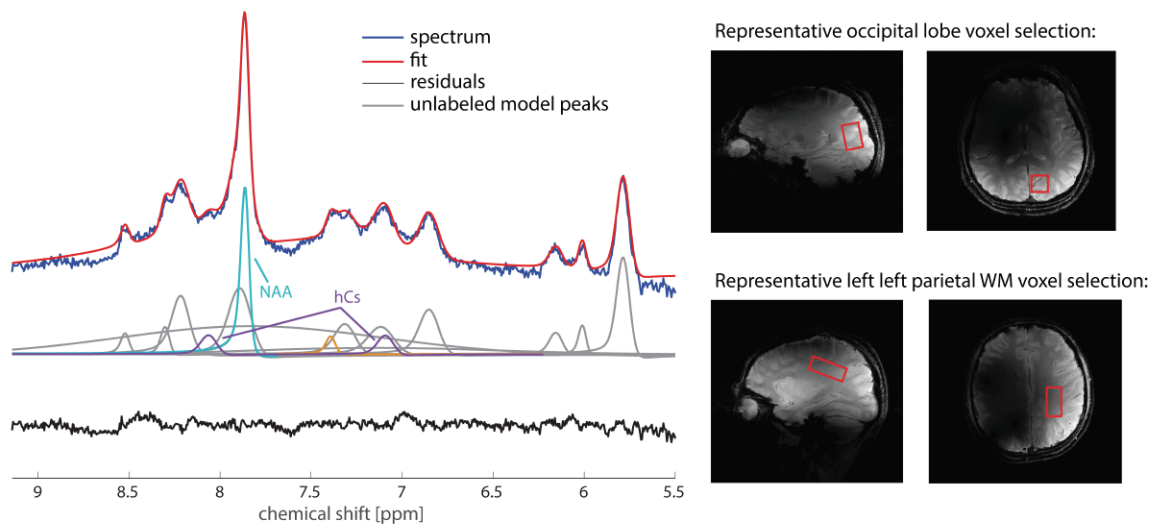 spectrum
fit
residuals
unlabeled model peaks
NAA
hCs
9 8.5 8 7.5 7 6.5 6 5.5
chemical shift [ppm]
Representative occipital lobe voxel selection:
Representative left left parietal WM voxel selection: